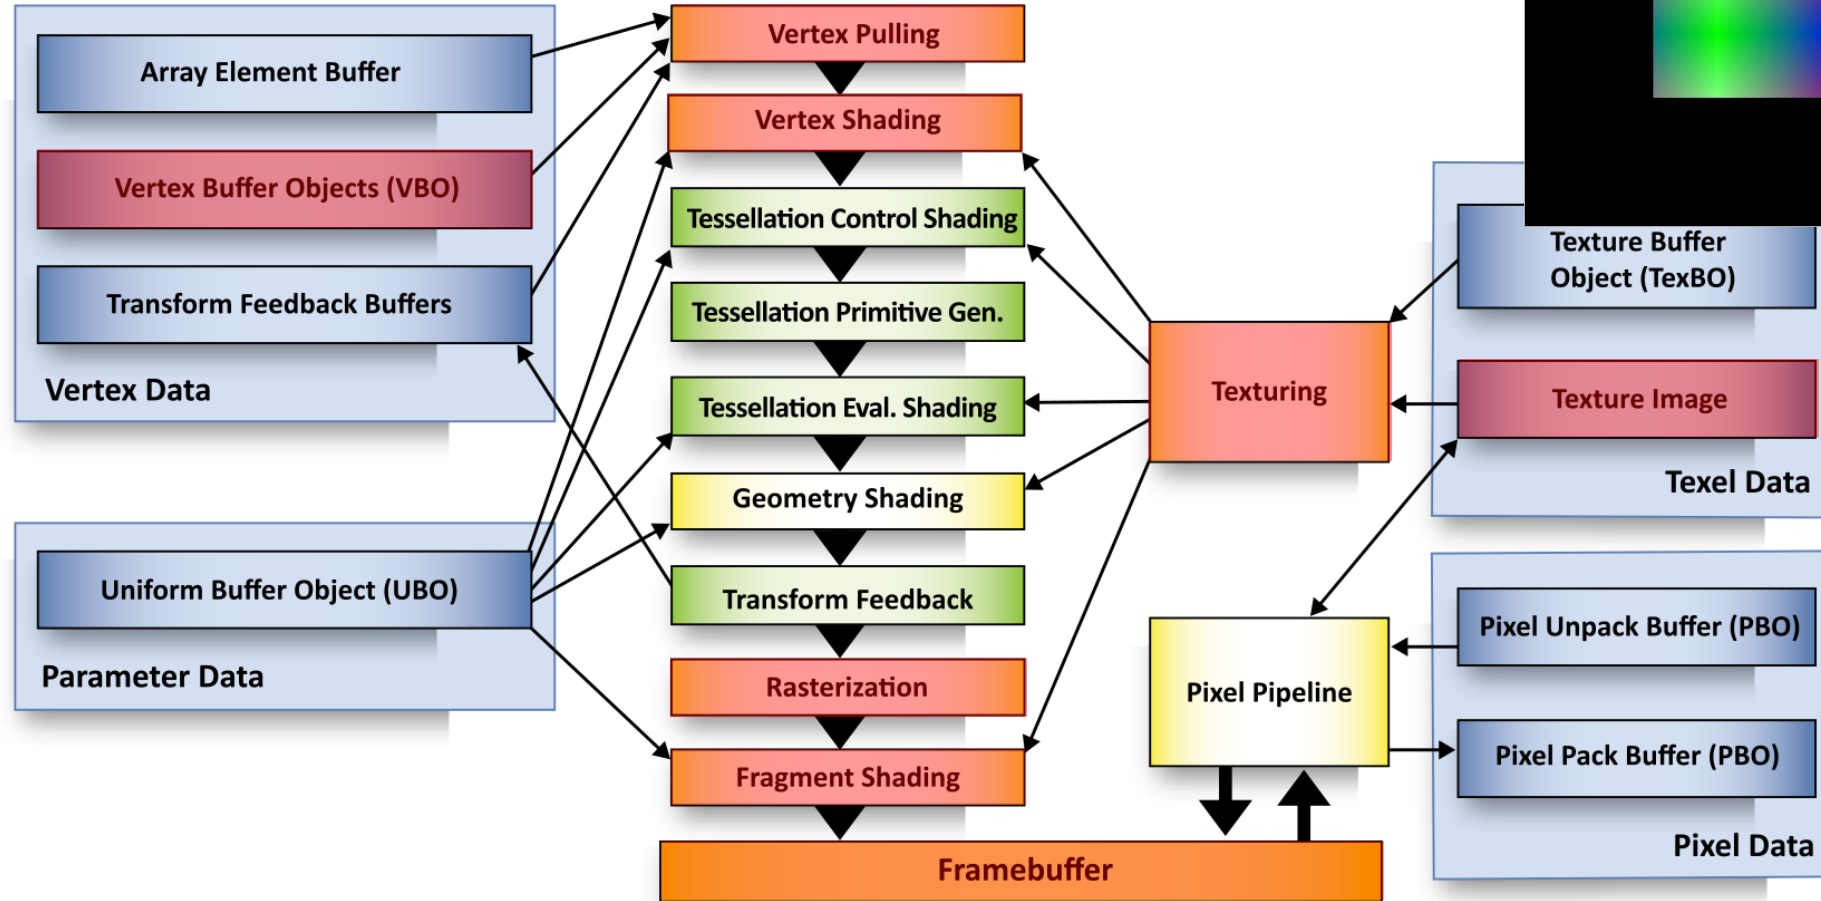 Array Element Buffer
Vertex Buffer Objects (VBO)
Transform Feedback Buffers
Vertex Data
Uniform Buffer Object (UBO)
Parameter Data
Vertex Pulling
Vertex Shading
Tessellation Control Shading
Tessellation Primitive Gen.
Tessellation Eval. Shading
Geometry Shading
Transform Feedback
Rasterization
Fragment Shading
Framebuffer
Texturing
Pixel Pipeline
Texture Buffer
Object (TexBO)
Texture Image
Texel Data
Pixel Unpack Buffer (PBO)
Pixel Pack Buffer (PBO)
Pixel Data